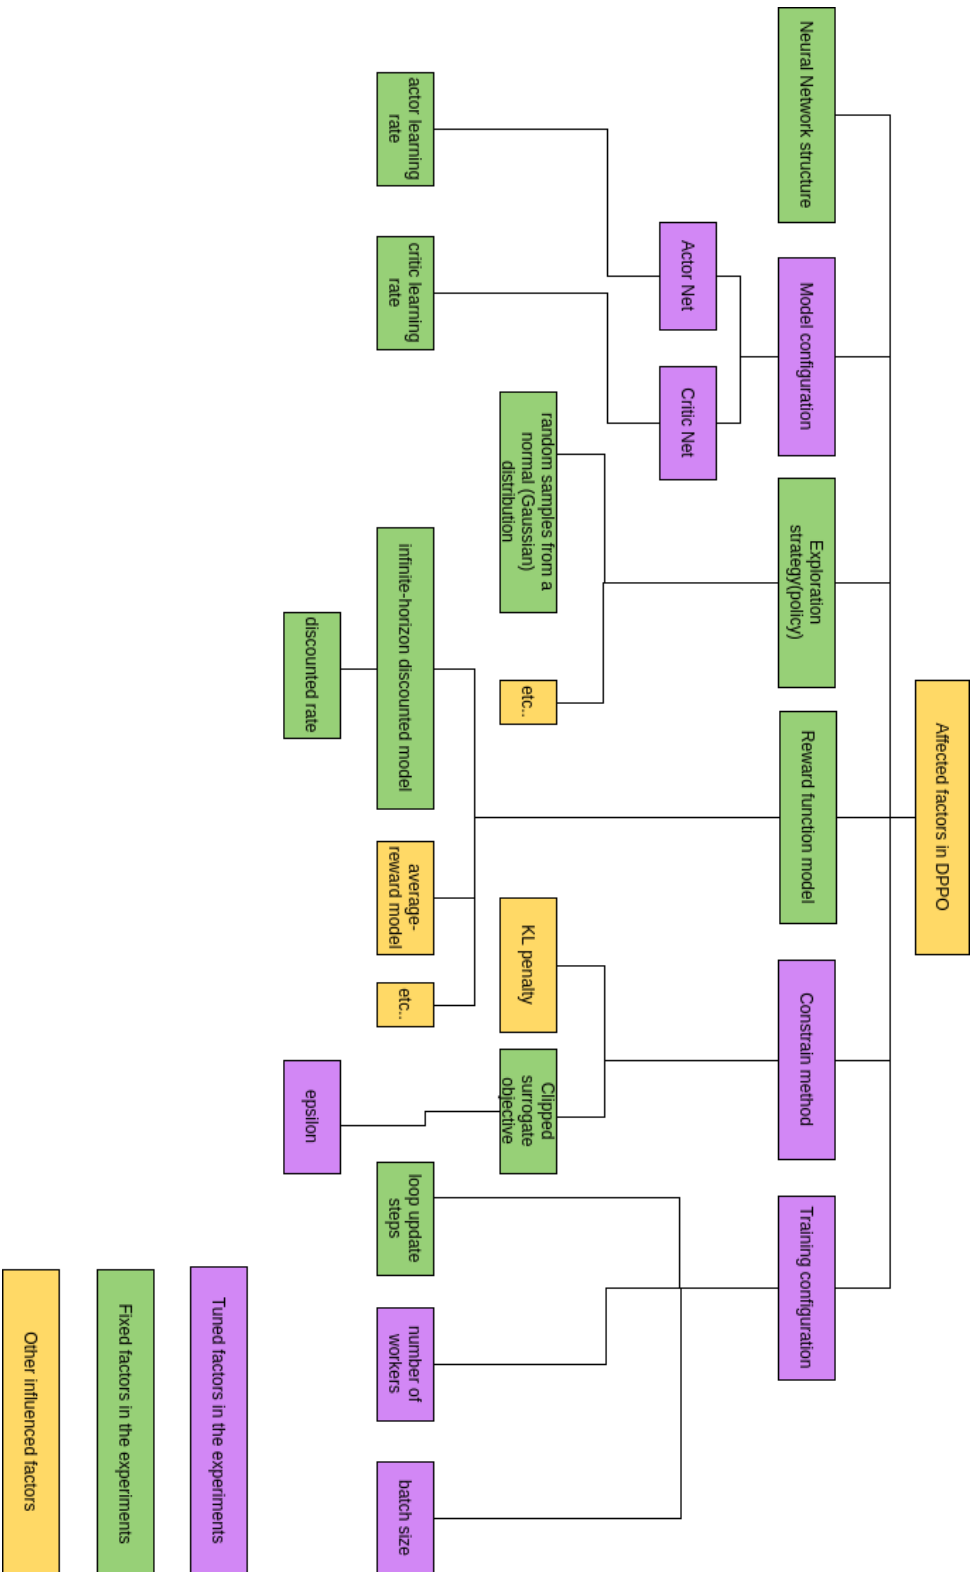 Affected factors in DPPO
Neural Network structure
Model configuration
Exploration
strategy(policy)
Reward function model
Constrain method
Training configuration
Actor Net
Critic Net
random samples from a
normal (Gaussian)
distribution
etc..
KL penalty
Clipped
surrogate
objective
actor learning
rate
critic learning
rate
infinite-horizon discounted model
average-
reward model
etc..
loop update
steps
number of
workers
batch size
discounted rate
epsilon
Tuned factors in the experiments
Fixed factors in the experiments
Other influenced factors